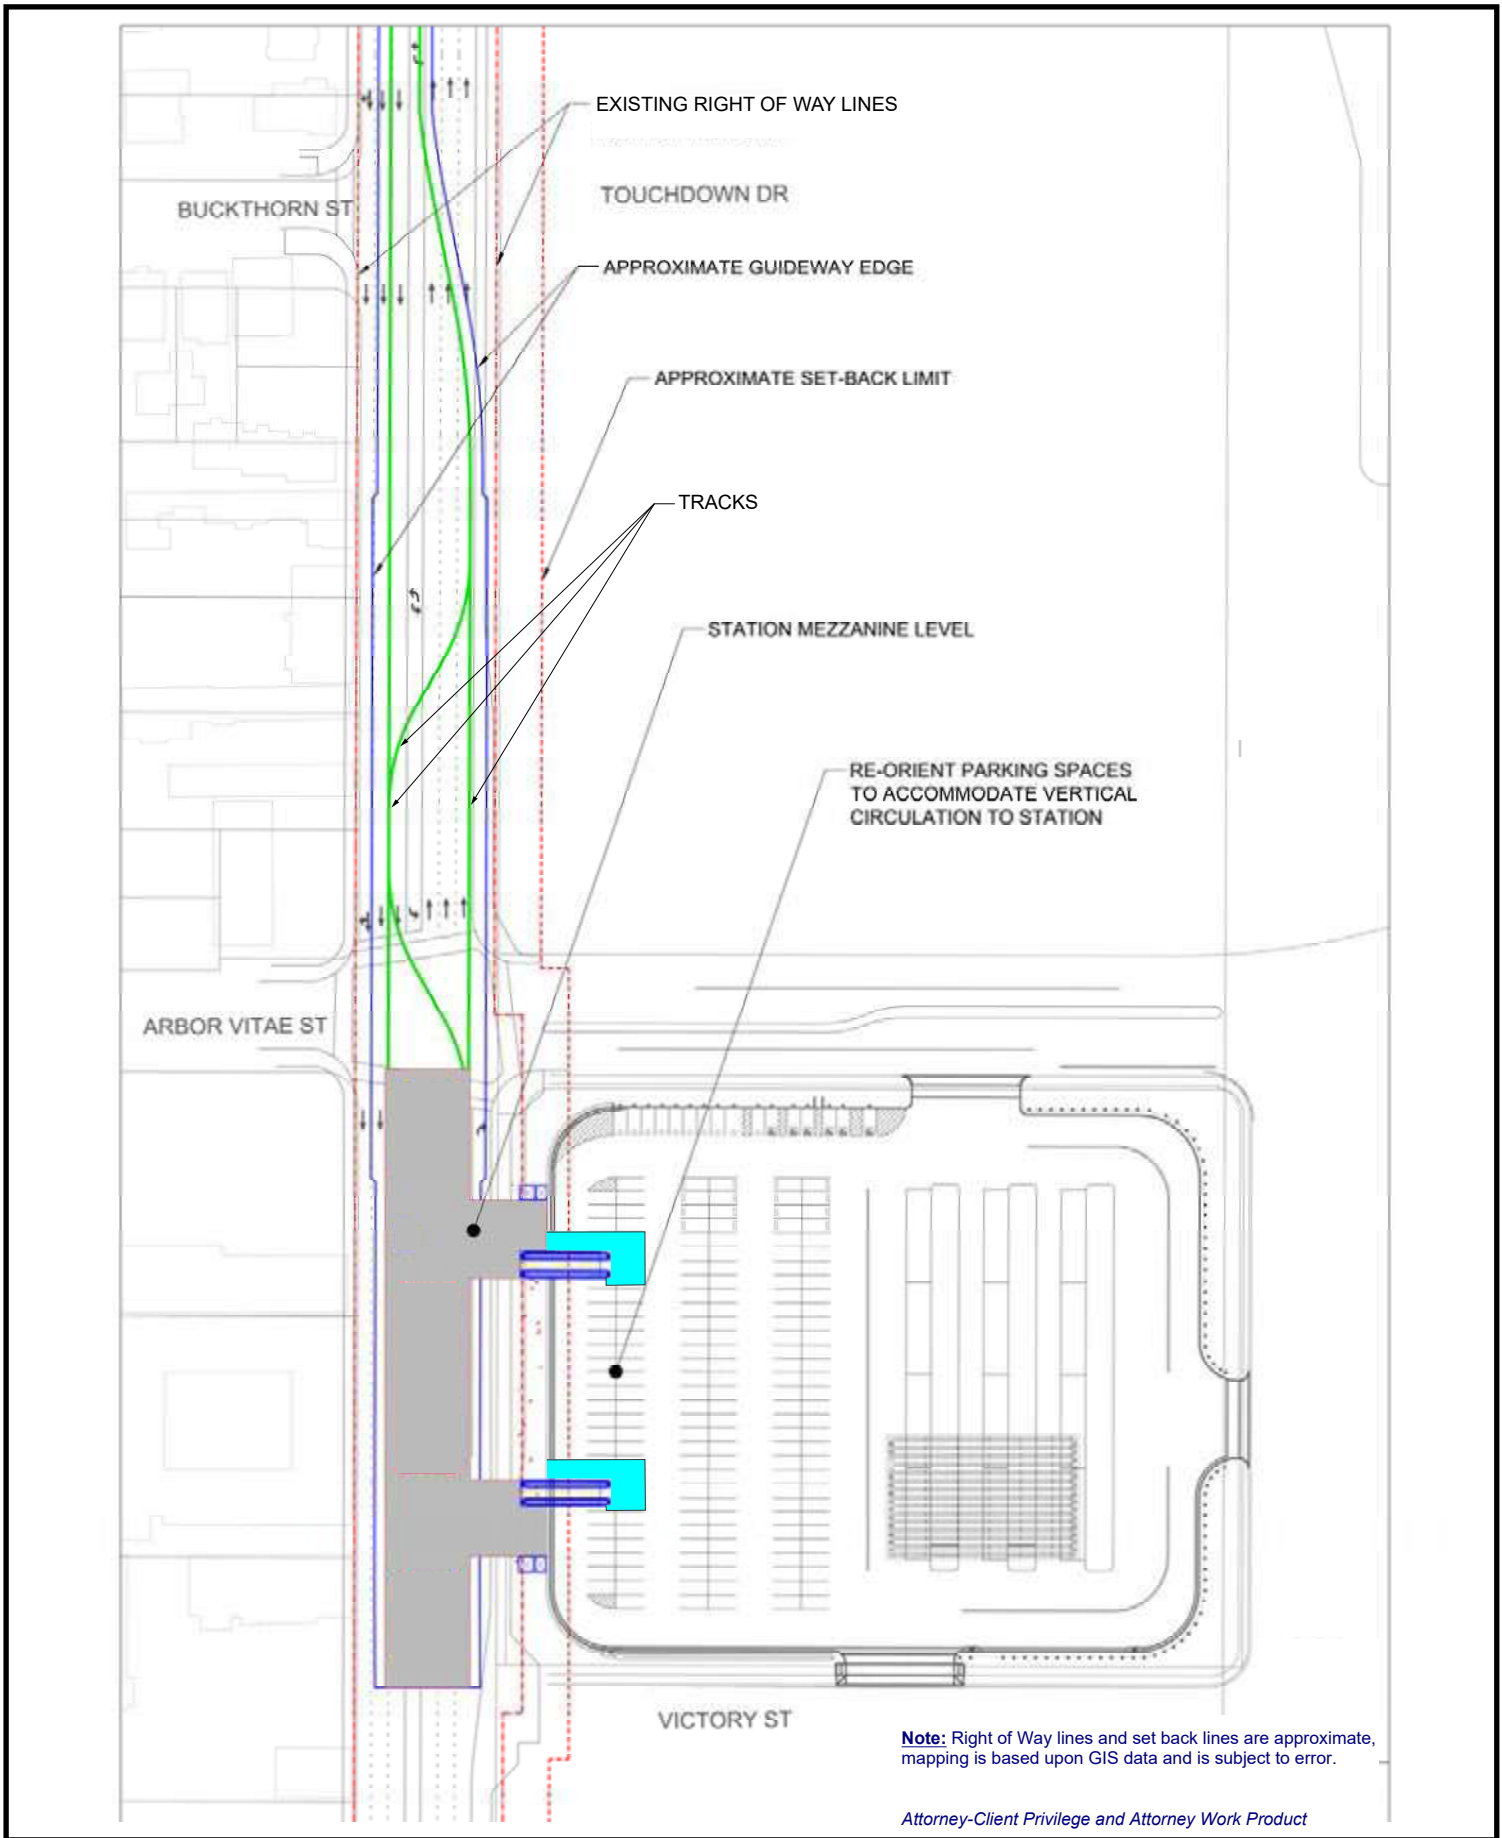 EXISTING RIGHT OF WAY LINES
TOUCHDOWN DR
BUCKTHORN ST
APPROXIMATE GUIDEWAY EDGE
APPROXIMATE SET-BACK LIMIT
TRACKS
STATION MEZZANINE LEVEL
RE-ORIENT PARKING SPACES
TO ACCOMMODATE VERTICAL
CIRCULATION TO STATION
ARBOR VITAE ST
VICTORY ST
Note: Right of Way lines and set back lines are approximate,
mapping is based upon GIS data and is subject to error.
Attorney-Client Privilege and Attorney Work Product